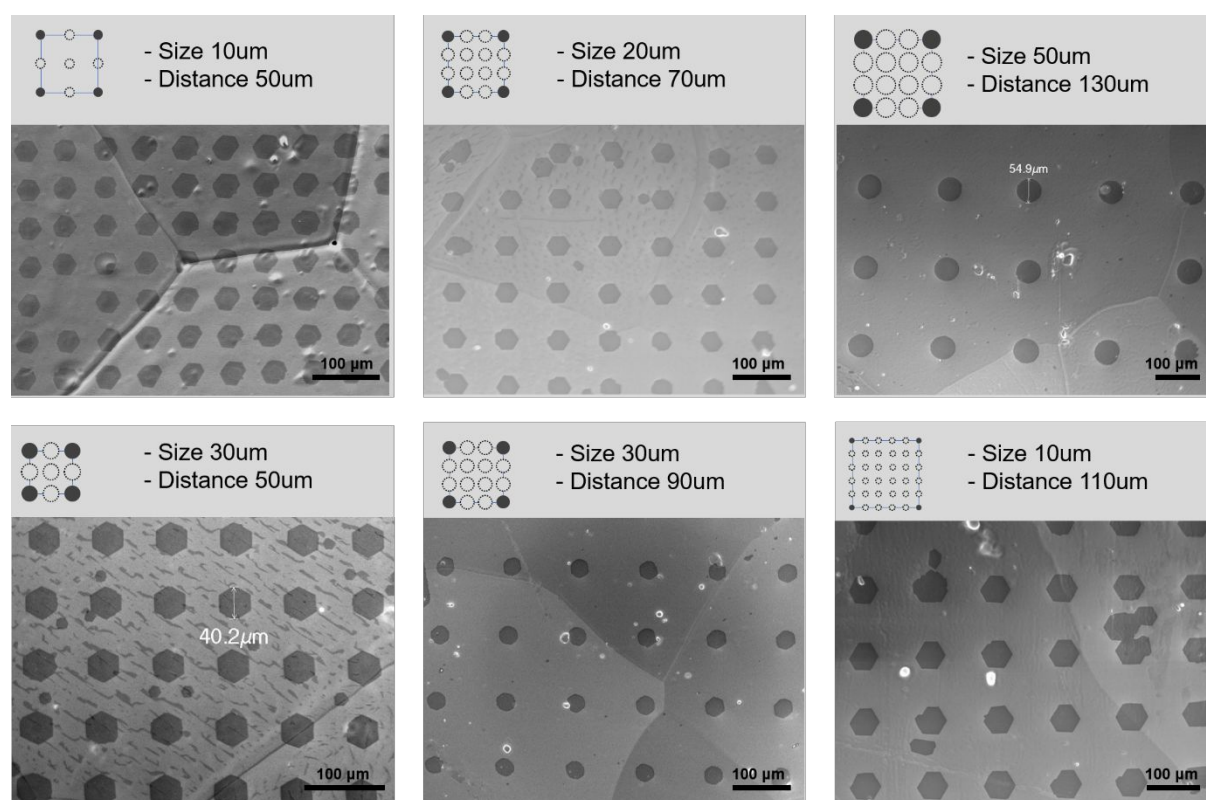 - Size 10um
- Distance 50um
100 µm
- Size 20um
- Distance 70um
100 µm
- Size 50um
- Distance 130um
54.9µm
100 µm
- Size 30um
- Distance 50um
40.2µm
100 µm
- Size 30um
- Distance 90um
100 µm
- Size 10um
- Distance 110um
100 µm